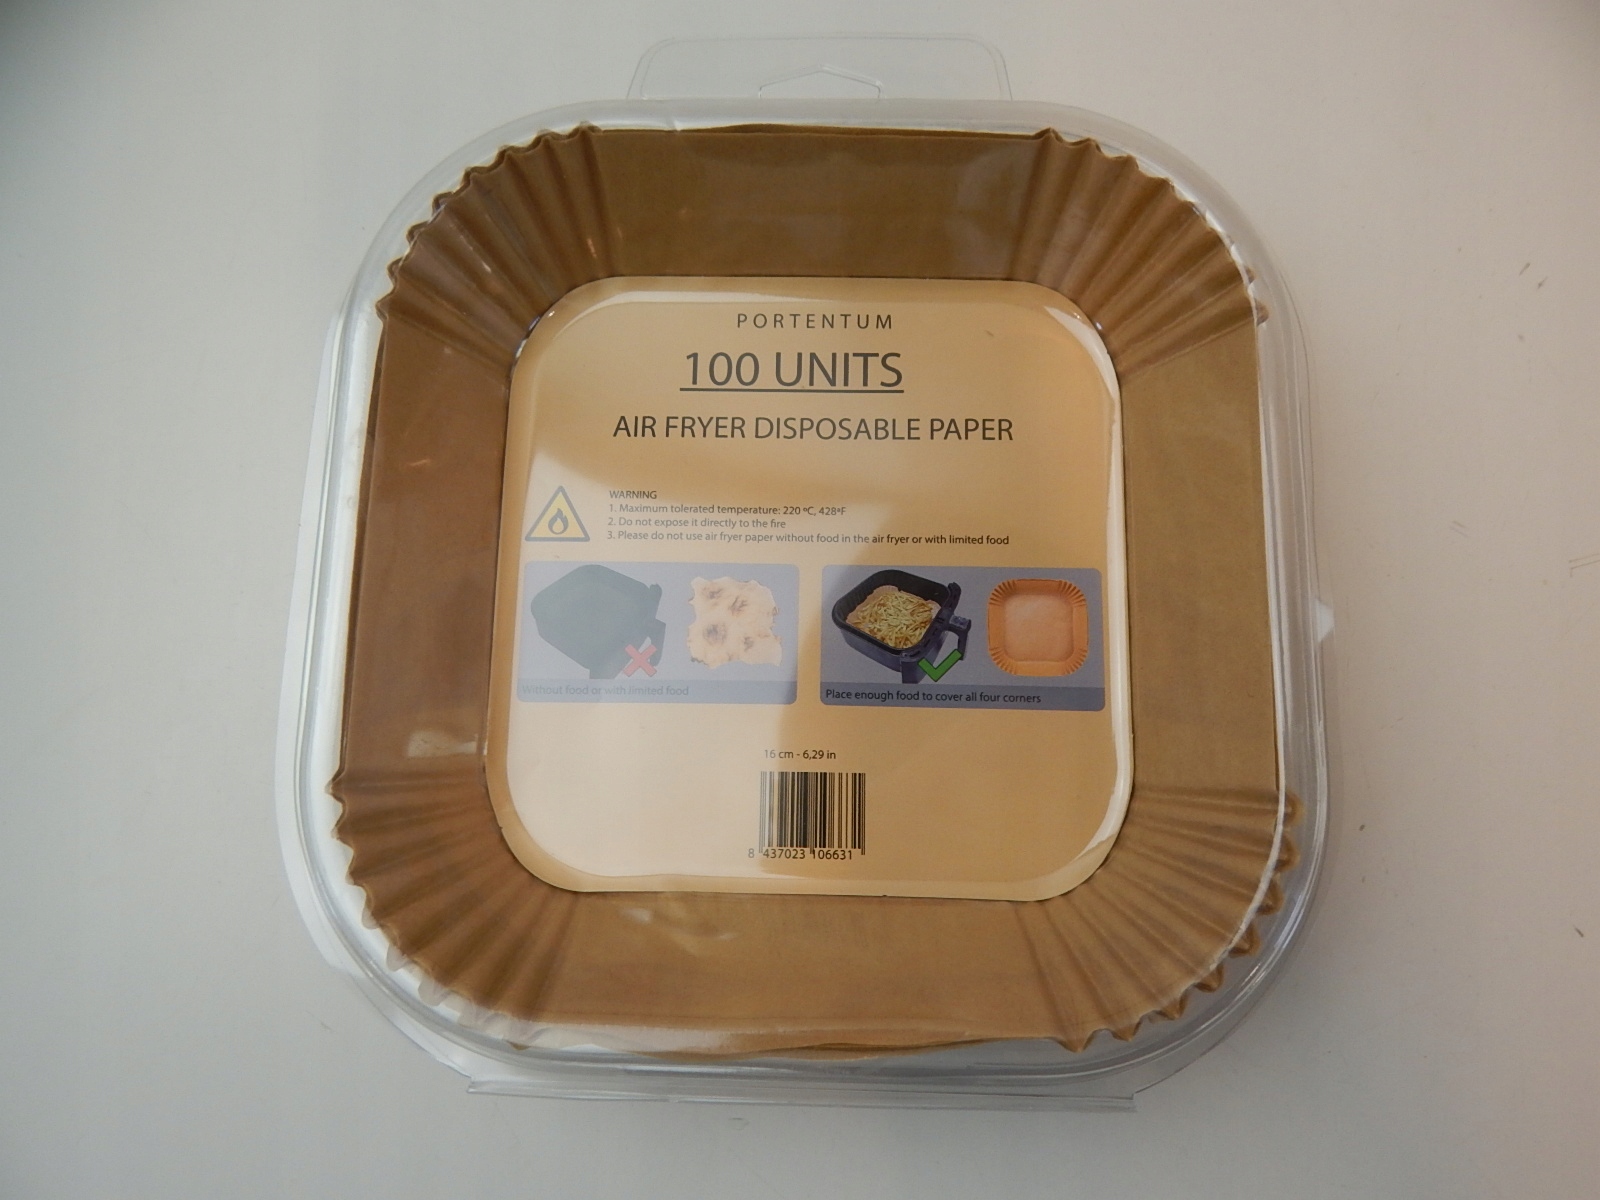 PORTENTUM
100 UNITS
AIR FRYER DISPOSABLE PAPER
WARNING
1. Maximum tolerated temperature: 220 ºC, 428ºF
2. Do not expose it directly to the fire
3. Please do not use air fryer paper without food in the air fryer or with limited food
Without food or with limited food
Place enough food to cover all four corners
16 cm - 6,29 in
8 437023 106631